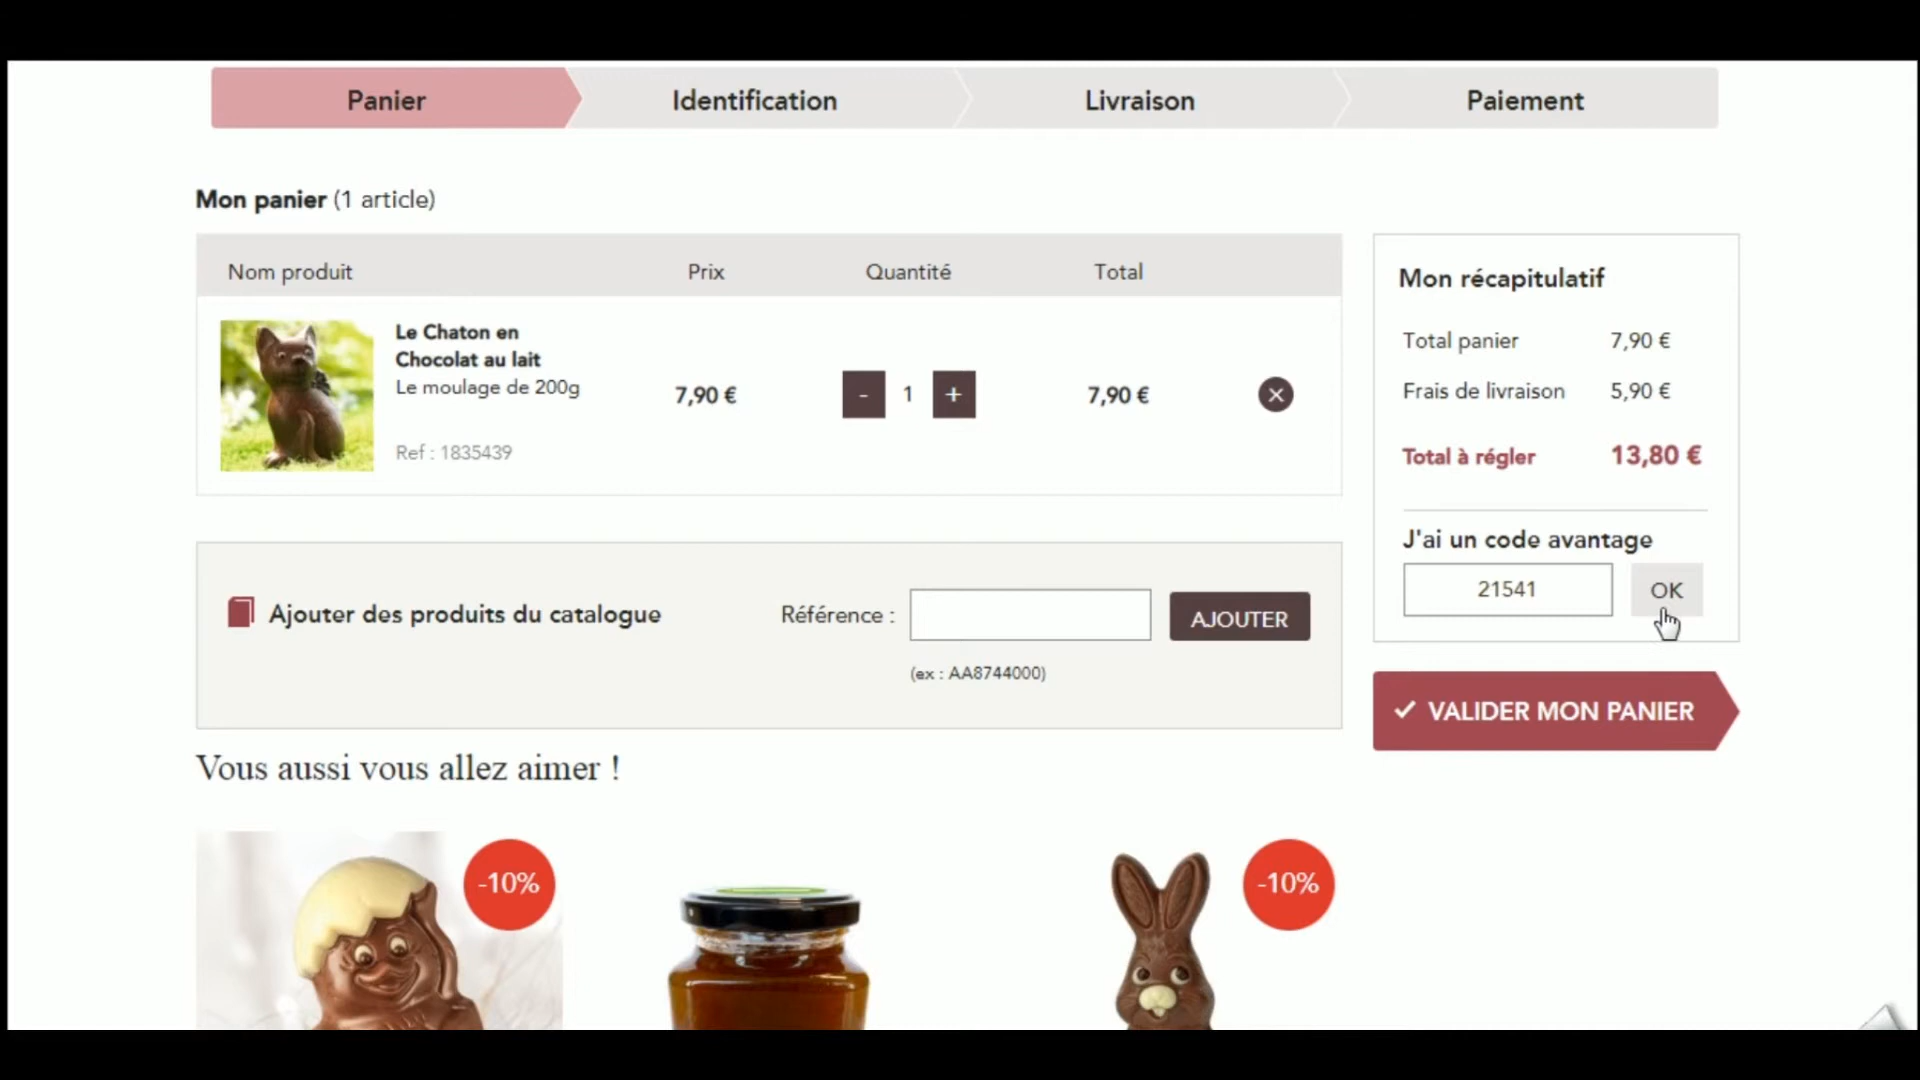 Panier
Identification
Livraison
Paiement
Mon panier (1 article)
Nom produit
Prix
Quantité
Total
Le Chaton en
Chocolat au lait
Le moulage de 200g
Ref : 1835439
7,90 €
-
1
+
7,90 €
Mon récapitulatif
Total panier 7,90 €
Frais de livraison 5,90 €
Total à régler 13,80 €
J'ai un code avantage
21541
OK
VALIDER MON PANIER
Ajouter des produits du catalogue
Référence :
AJOUTER
(ex : AA8744000)
Vous aussi vous allez aimer !
-10%
-10%